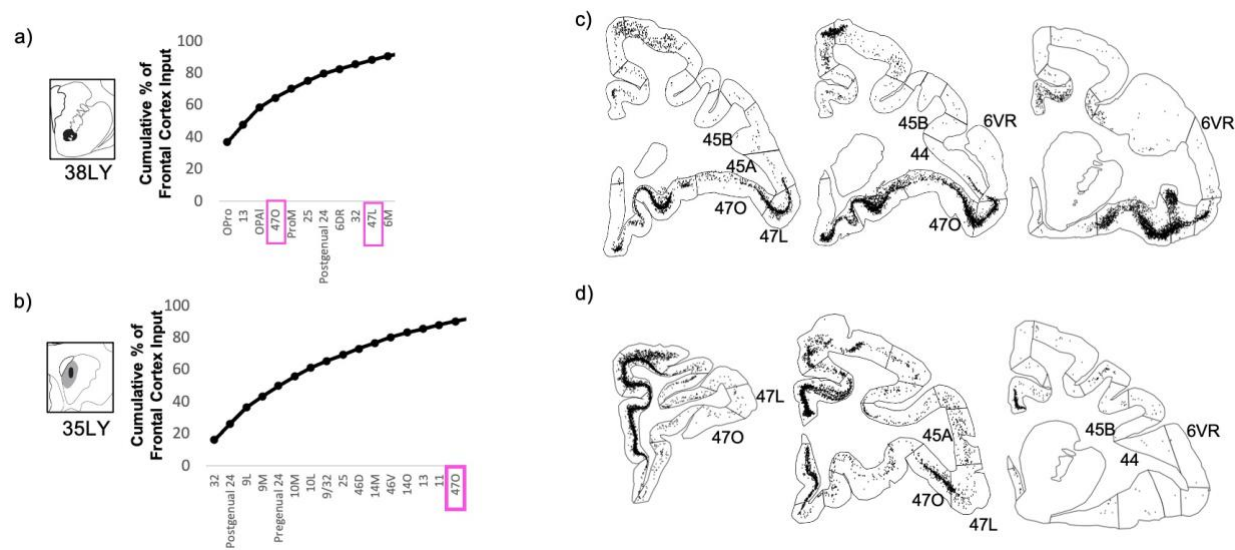 a)
Cumulative % of
Frontal Cortex Input
100
80
60
40
20
0
38LY
OPro
13
OPAl
47O
ProM
25
Postgenual 24
6DR
32
47L
6M
b)
Cumulative % of
Frontal Cortex Input
100
80
60
40
20
0
35LY
32
Postgenual 24
9L
9M
Pregenual 24
10M
10L
9/32
25
46D
14M
46V
14O
13
11
47O
c)
45B
45A
47O
47L
45B
6VR
44
47O
6VR
d)
47L
47O
45A
47O
47L
45B
6VR
44